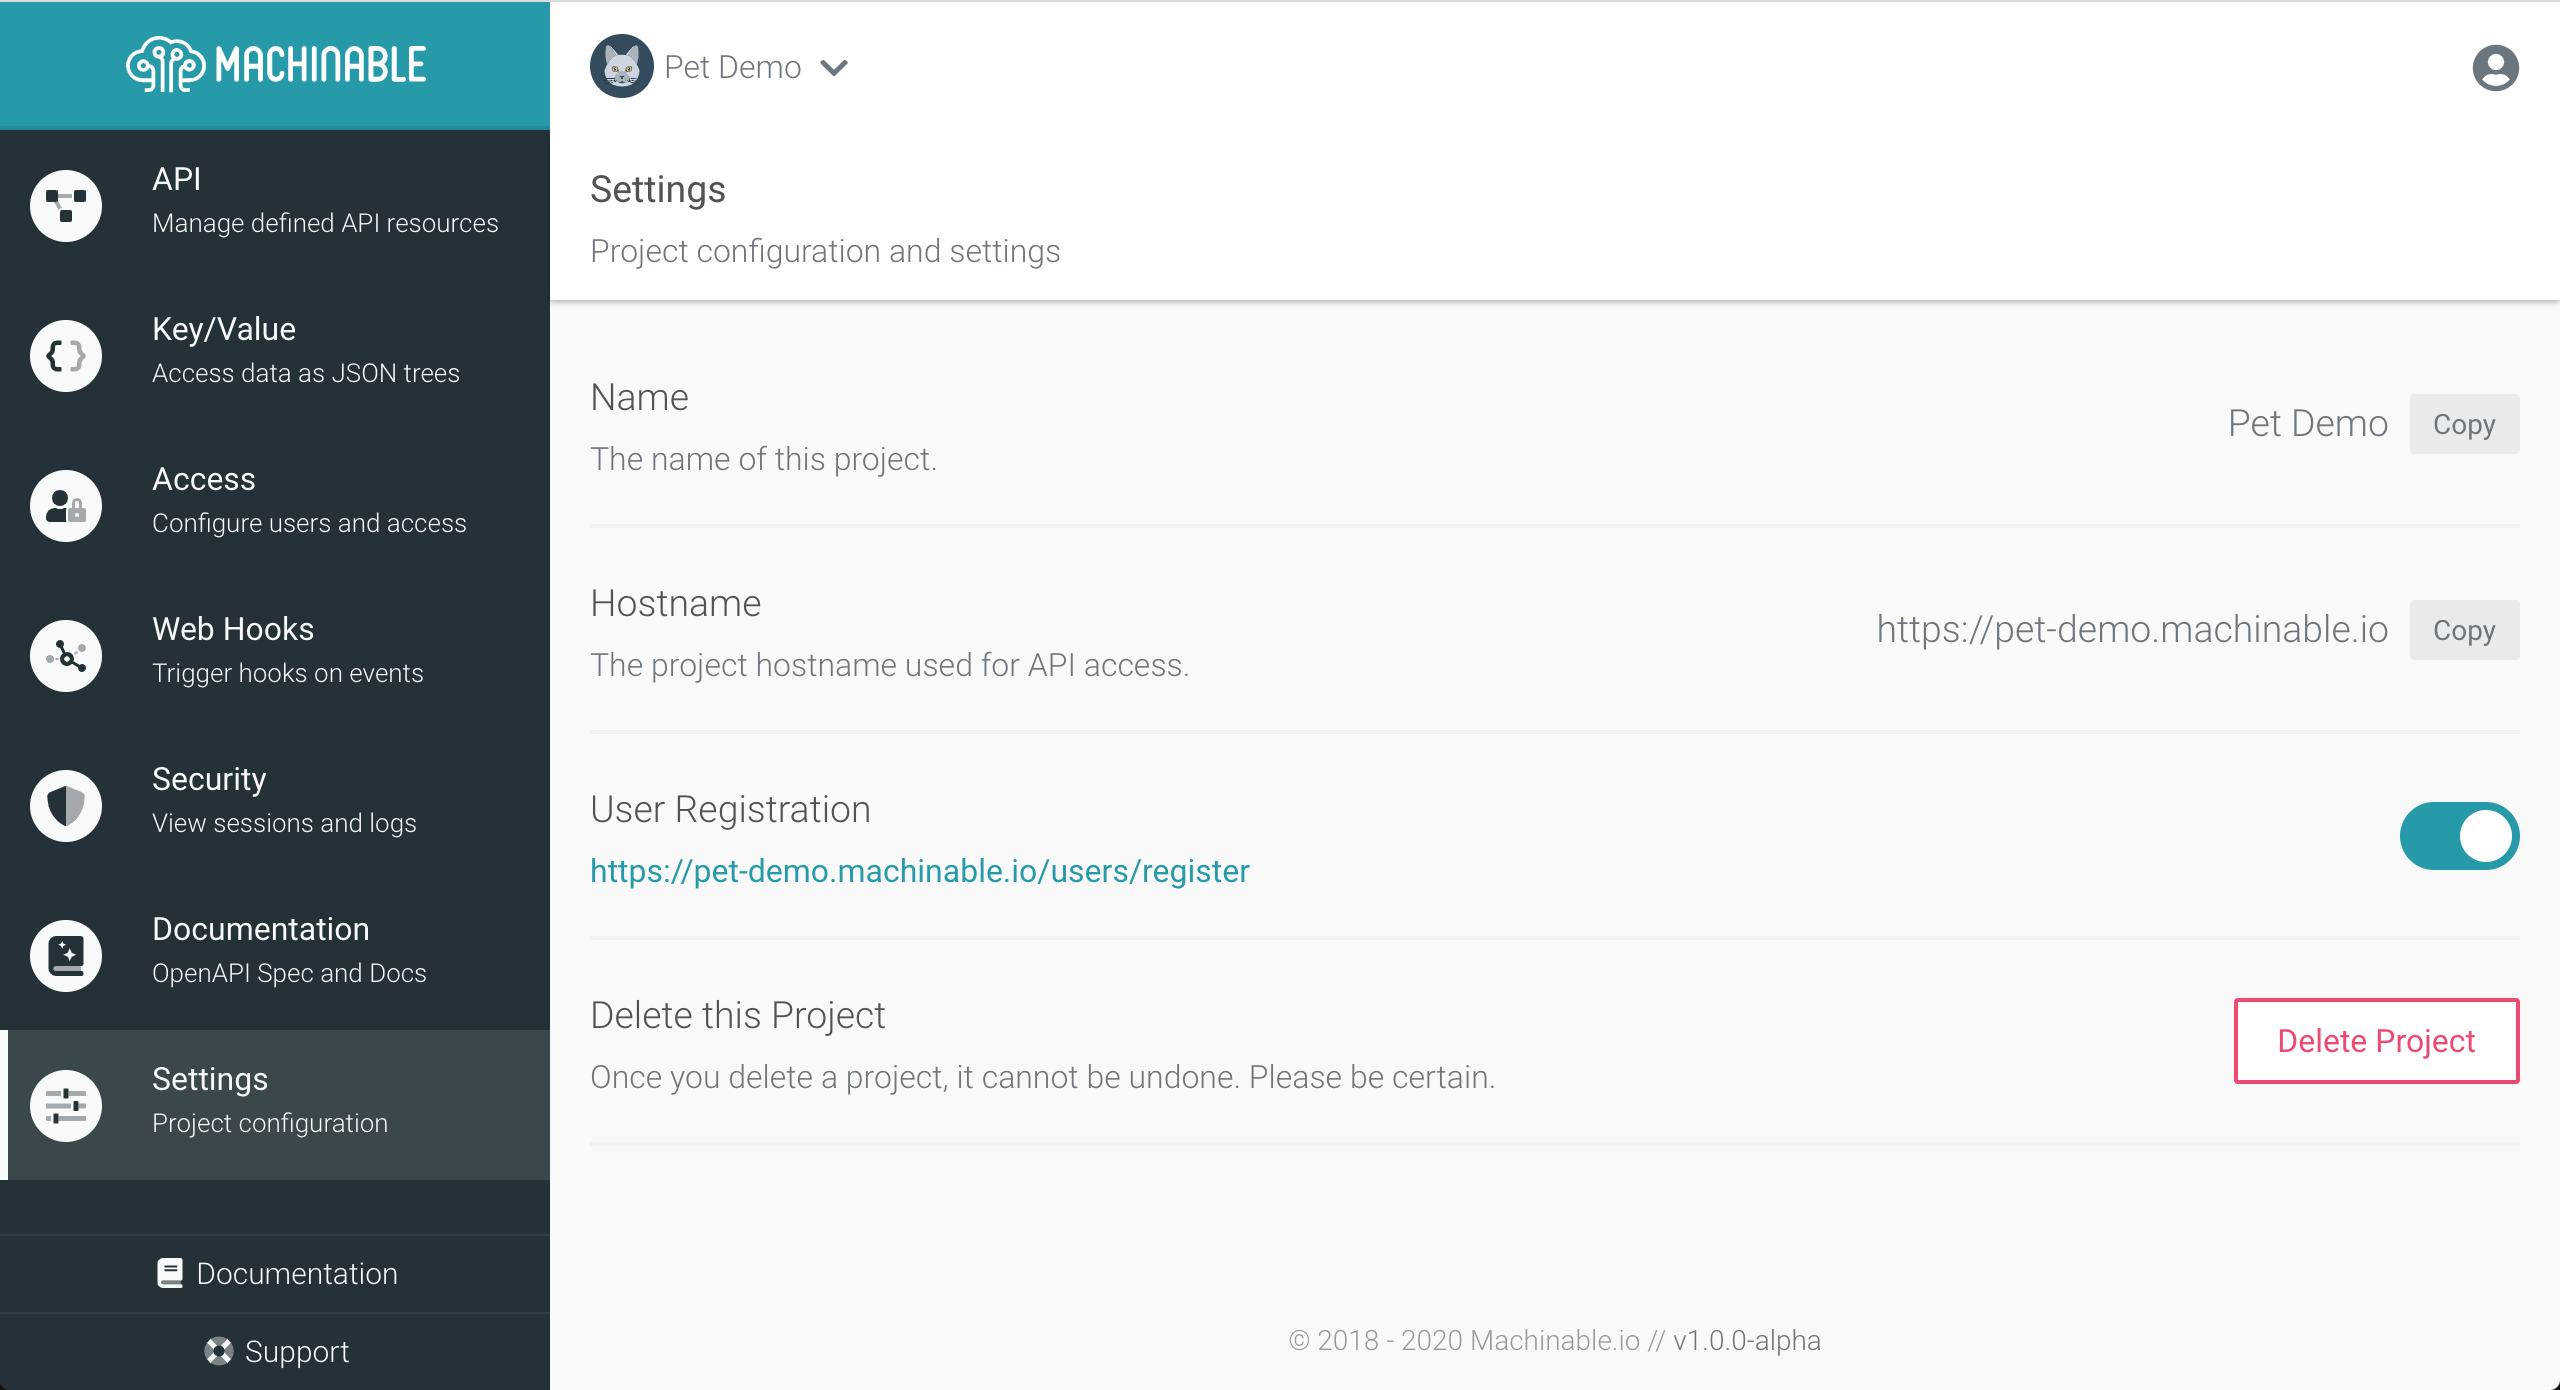 MACHINABLE
Pet Demo
API
Manage defined API resources
Key/Value
Access data as JSON trees
Access
Configure users and access
Web Hooks
Trigger hooks on events
Security
View sessions and logs
Documentation
OpenAPI Spec and Docs
Settings
Project configuration
Documentation
Support
Settings
Project configuration and settings
Name
The name of this project.
Pet Demo
Copy
Hostname
The project hostname used for API access.
https://pet-demo.machinable.io
Copy
User Registration
https://pet-demo.machinable.io/users/register
Delete this Project
Once you delete a project, it cannot be undone. Please be certain.
Delete Project
© 2018 - 2020 Machinable.io // v1.0.0-alpha